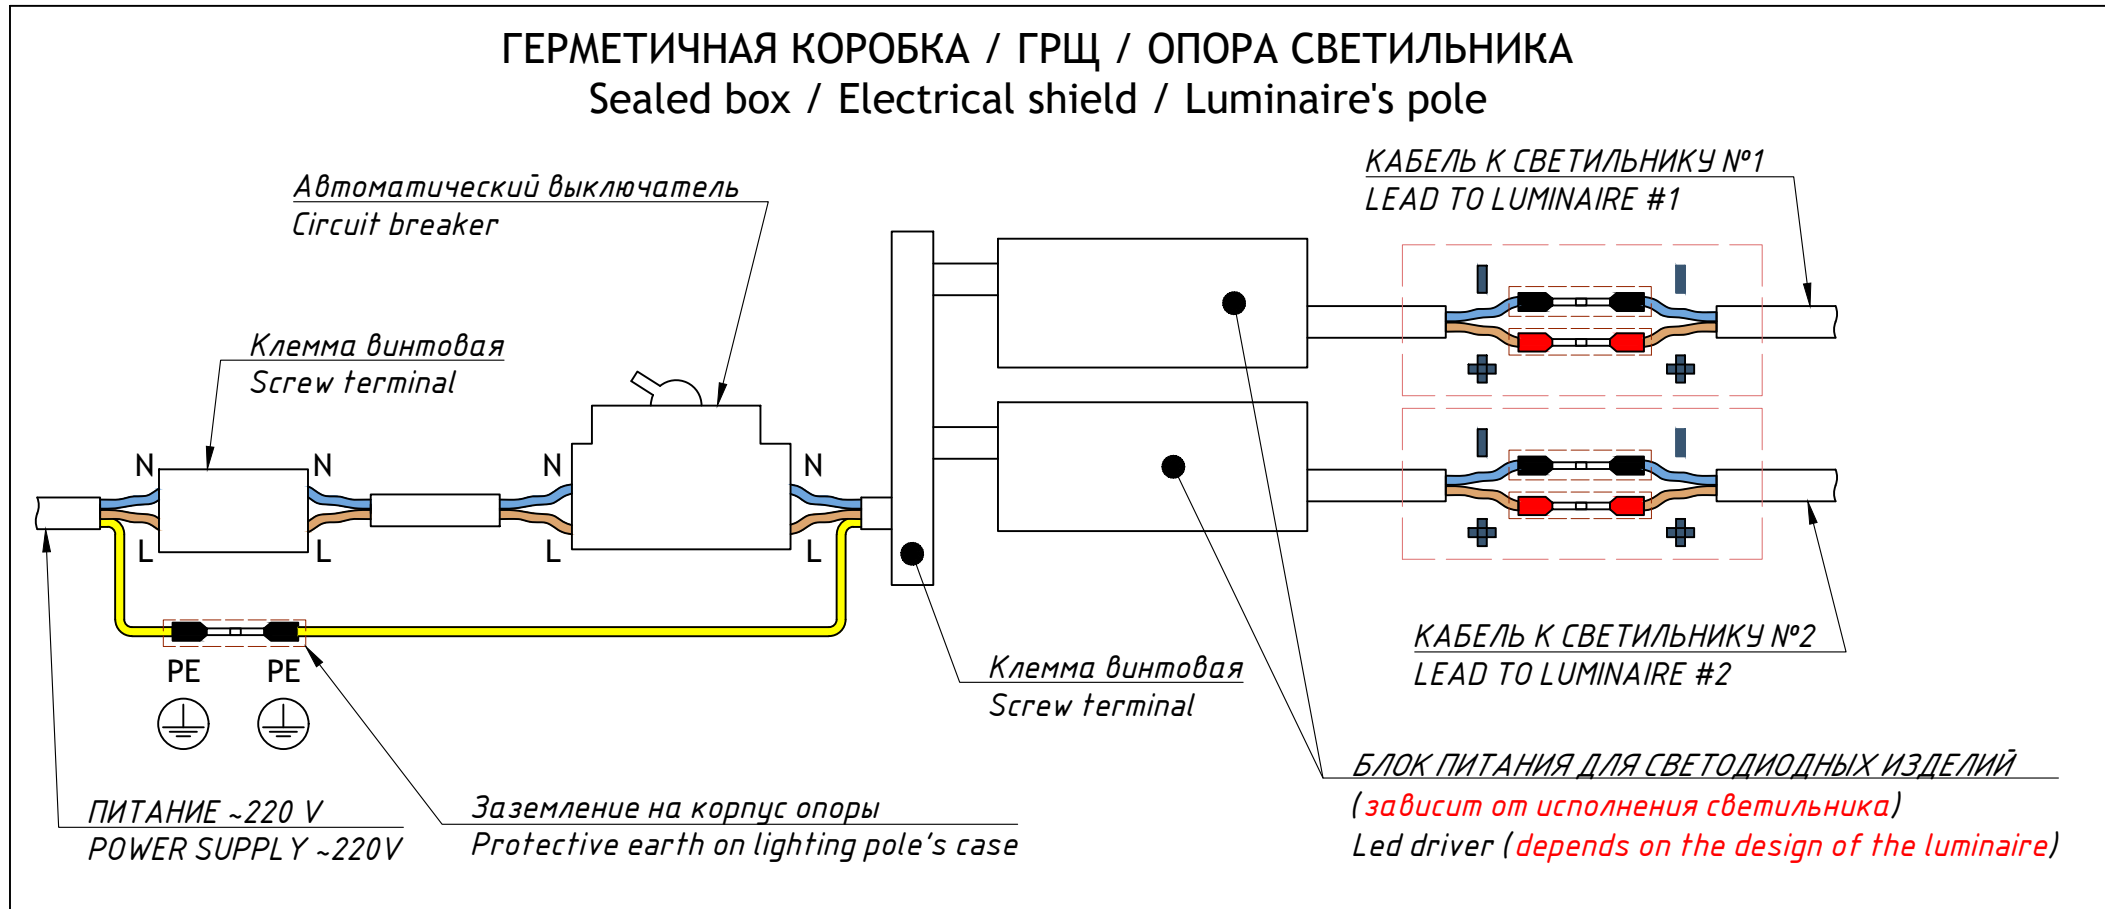 ГЕРМЕТИЧНАЯ КОРОБКА / ГРЩ / ОПОРА СВЕТИЛЬНИКА
Sealed box / Electrical shield / Luminaire's pole
КАБЕЛЬ К СВЕТИЛЬНИКУ №1
LEAD TO LUMINAIRE #1
Автоматический выключатель
Circuit breaker
Клемма винтовая
Screw terminal
N
N
N
N
L
L
L
L
PE
PE
КАБЕЛЬ К СВЕТИЛЬНИКУ №2
LEAD TO LUMINAIRE #2
Клемма винтовая
Screw terminal
БЛОК ПИТАНИЯ ДЛЯ СВЕТОДИОДНЫХ ИЗДЕЛИЙ
(зависит от исполнения светильника)
Led driver (depends on the design of the luminaire)
ПИТАНИЕ ~220 V
POWER SUPPLY ~220V
Заземление на корпус опоры
Protective earth on lighting pole's case